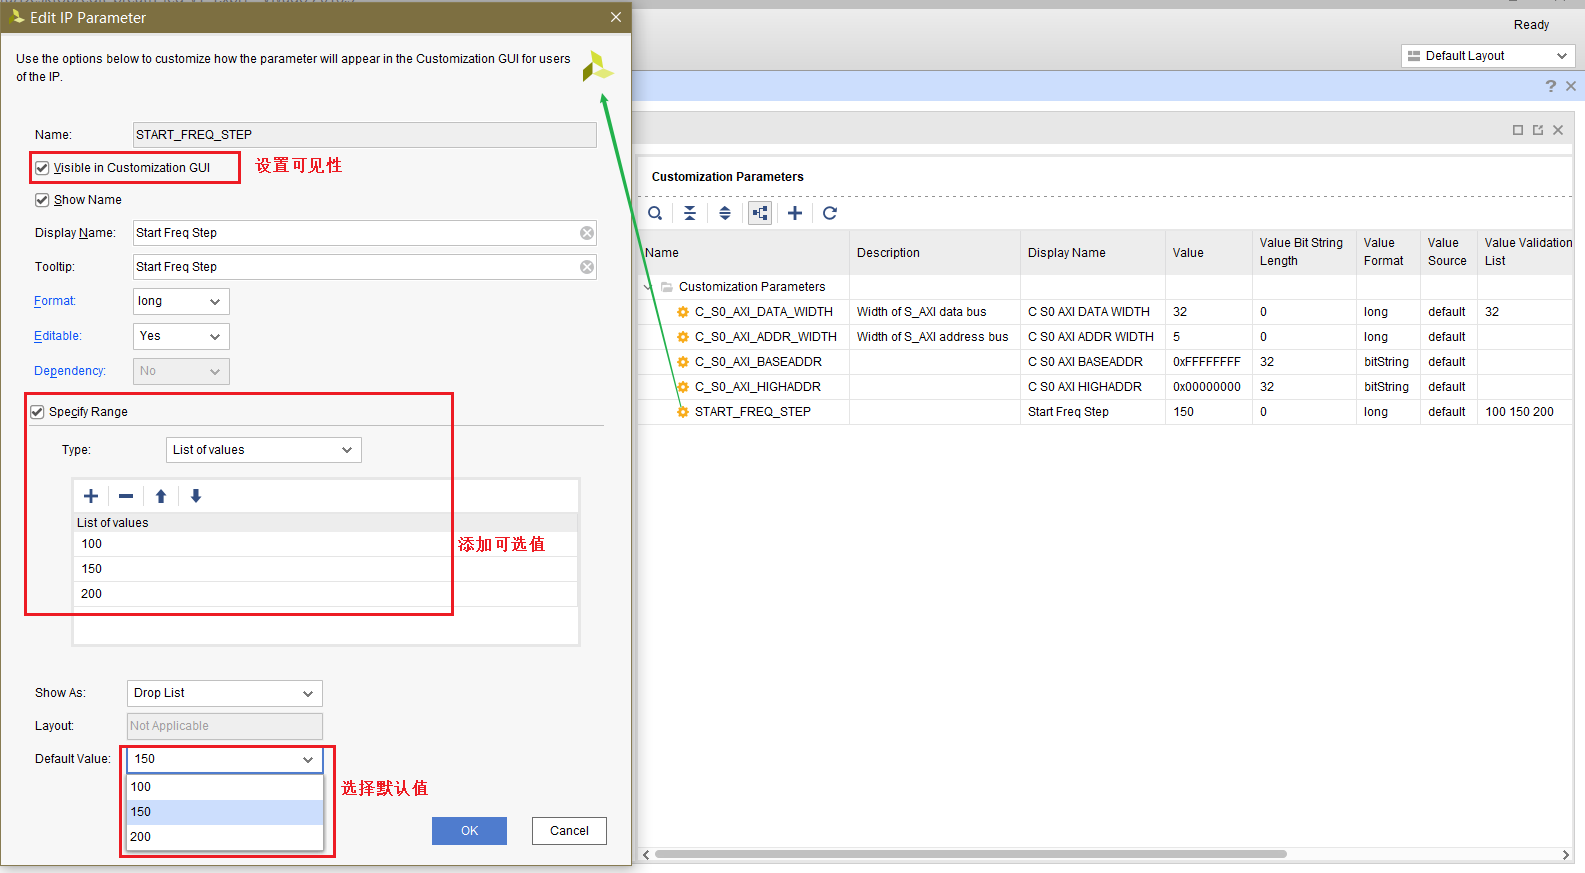 Edit IP Parameter
Use the options below to customize how the parameter will appear in the Customization GUI for users
of the IP.
Name: START_FREQ_STEP
Visible in Customization GUI 设置可见性
Show Name
Display Name: Start Freq Step
Tooltip: Start Freq Step
Format: long
Editable: Yes
Dependency: No
Specify Range
Type: List of values
List of values
100
添加可选值
150
200
Show As: Drop List
Layout: Not Applicable
Default Value: 150
100
选择默认值
150
200
OK Cancel
Ready
Default Layout
Customization Parameters
Name Description Display Name Value Value Bit String Length Value Format Value Source Value Validation List
Customization Parameters
C_S0_AXI_DATA_WIDTH Width of S_AXI data bus C S0 AXI DATA WIDTH 32 0 long default 32
C_S0_AXI_ADDR_WIDTH Width of S_AXI address bus C S0 AXI ADDR WIDTH 5 0 long default
C_S0_AXI_BASEADDR C S0 AXI BASEADDR 0xFFFFFFFF 32 bitString default
C_S0_AXI_HIGHADDR C S0 AXI HIGHADDR 0x00000000 32 bitString default
START_FREQ_STEP Start Freq Step 150 0 long default 100 150 200